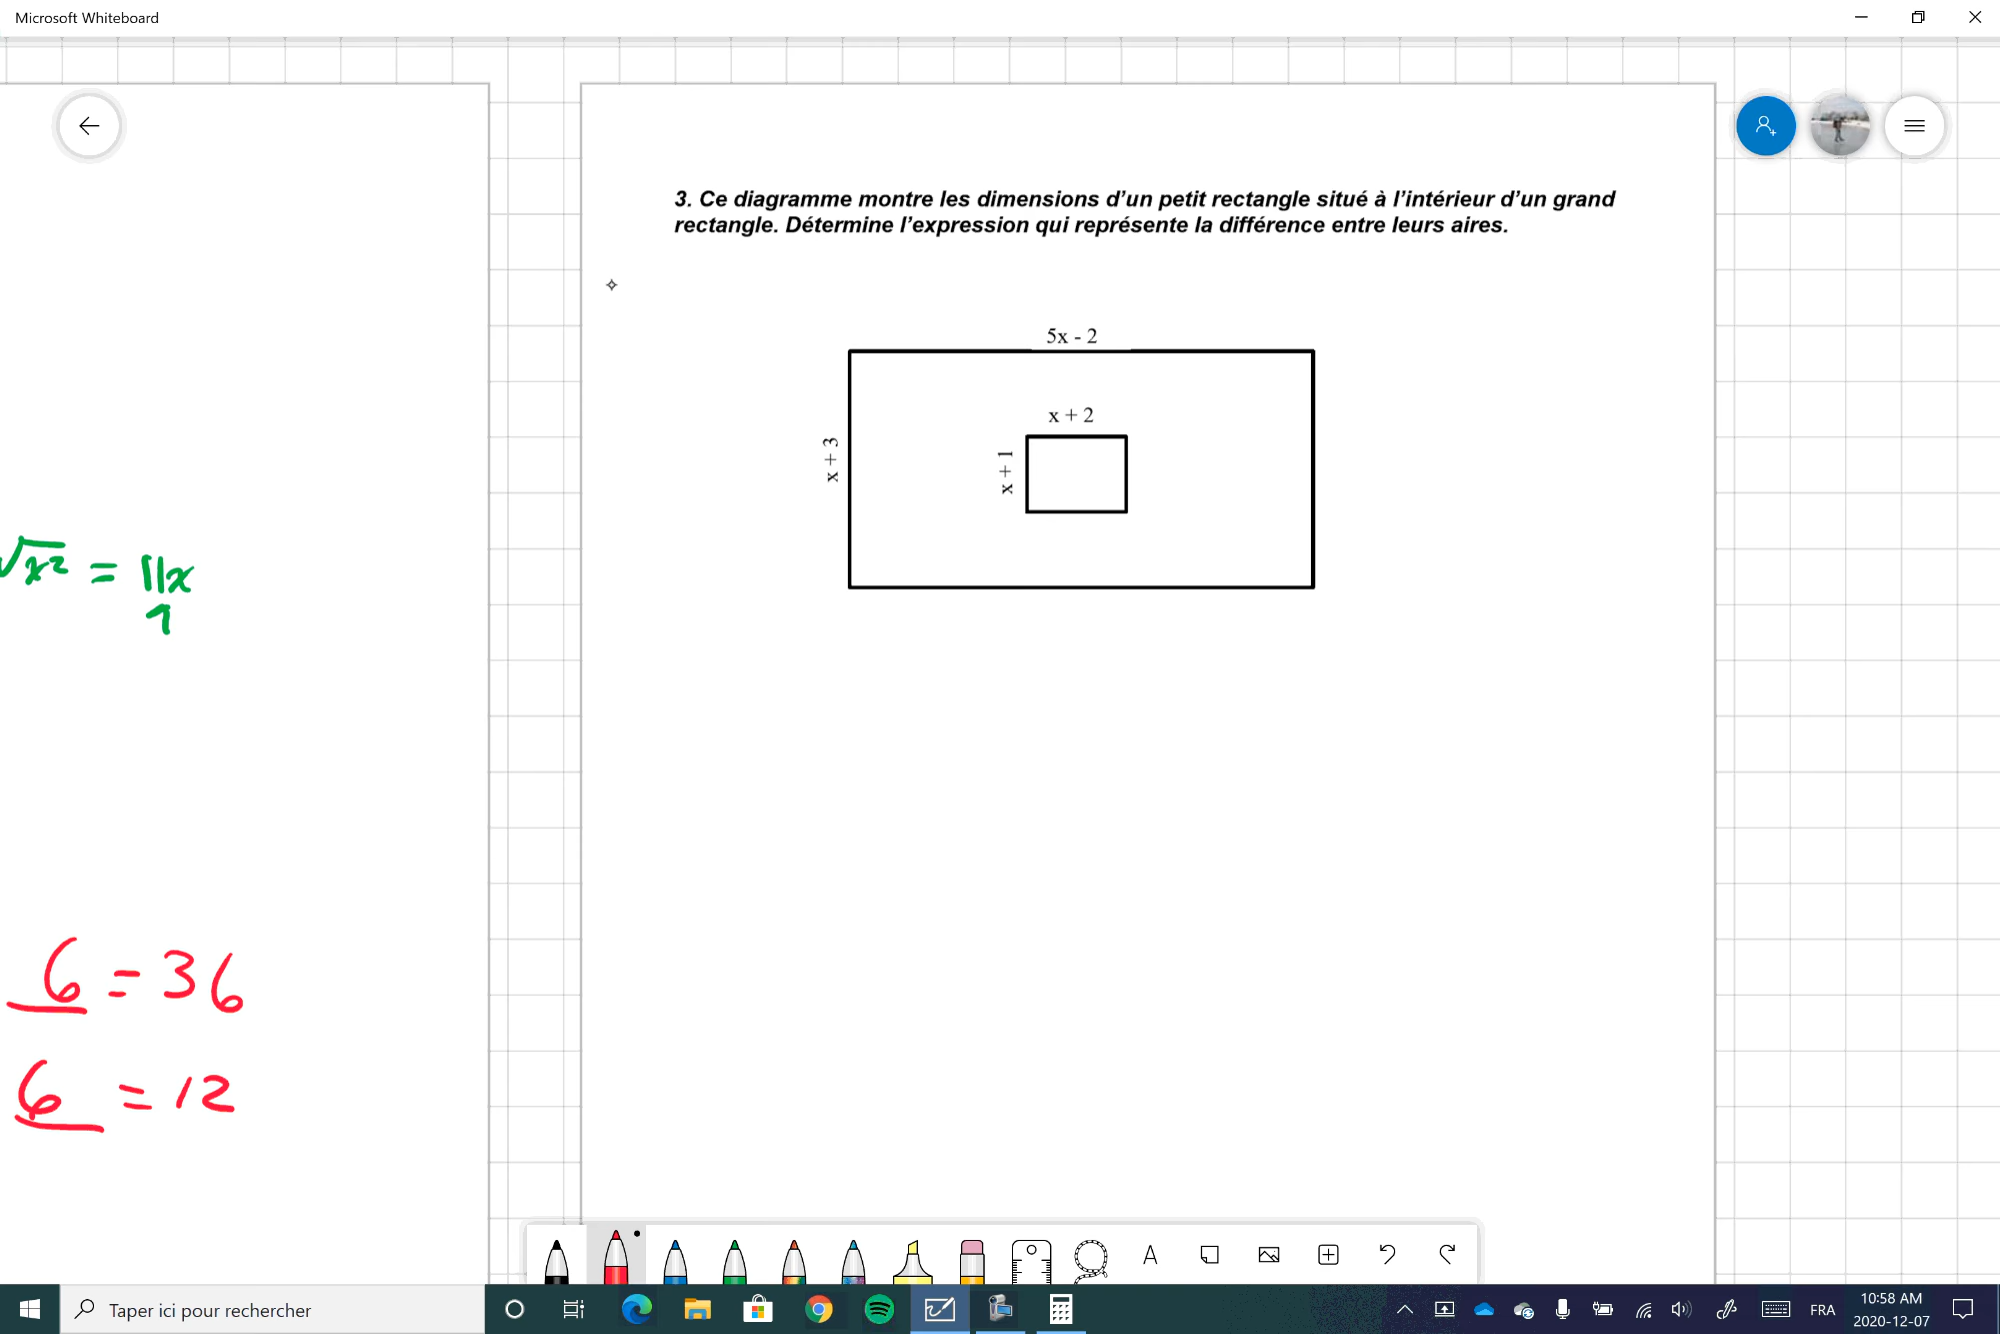 Microsoft Whiteboard
3. Ce diagramme montre les dimensions d’un petit rectangle situé à l’intérieur d’un grand
rectangle. Détermine l’expression qui représente la différence entre leurs aires.
5x - 2
x + 2
x + 3
x + 1
√x² = 11x
6 = 36
6 = 12
A
Taper ici pour rechercher
FRA
10:58 AM
2020-12-07